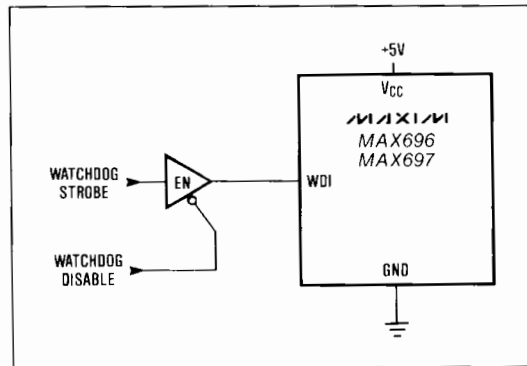 +5V
VCC
MAXIM
MAX696
MAX697
WATCHDOG
STROBE
EN
WDI
WATCHDOG
DISABLE
GND